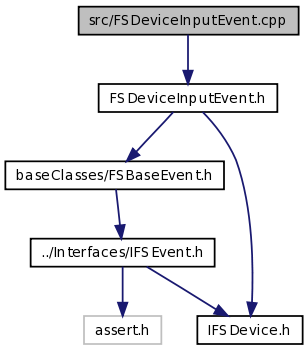 src/FSDeviceInputEvent.cpp
FSDeviceInputEvent.h
baseClasses/FSBaseEvent.h
../Interfaces/IFSEvent.h
assert.h
IFSDevice.h